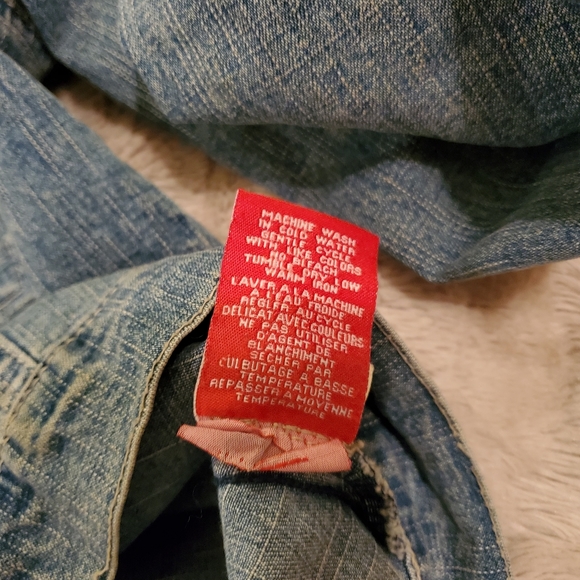 MACHINE WASH
IN COLD WATER
GENTLE CYCLE
WITH LIKE COLORS
NO BLEACH
TUMBLE DRY LOW
WARM IRON
LAVER A LA MACHINE
A L'EAU FROIDE
REGLER AU CYCLE
DELICAT AVEC COULEURS
NE PAS UTILISER
D'AGENT DE
BLANCHIMENT
SECHER PAR
CULBUTAGE A BASSE
TEMPERATURE
REPASSER A MOYENNE
TEMPERATURE